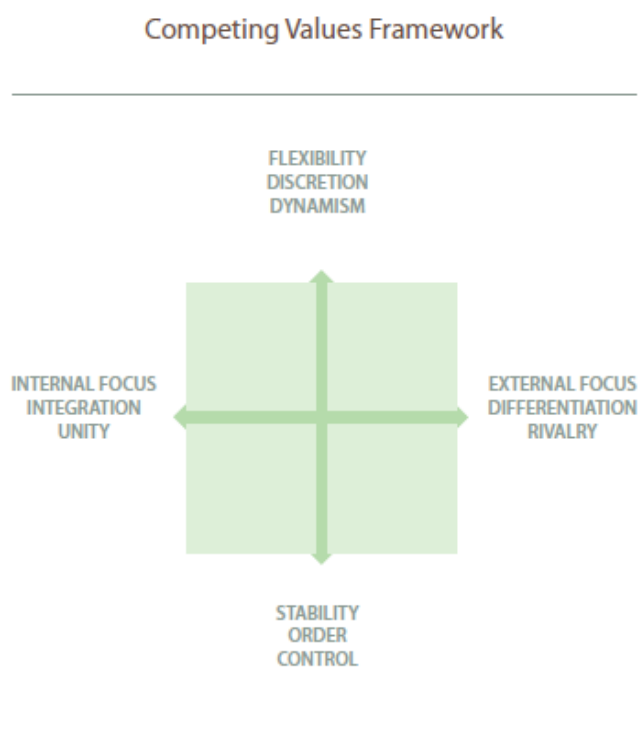 Competing Values Framework
FLEXIBILITY
DISCRETION
DYNAMISM
INTERNAL FOCUS
INTEGRATION
UNITY
EXTERNAL FOCUS
DIFFERENTIATION
RIVALRY
STABILITY
ORDER
CONTROL